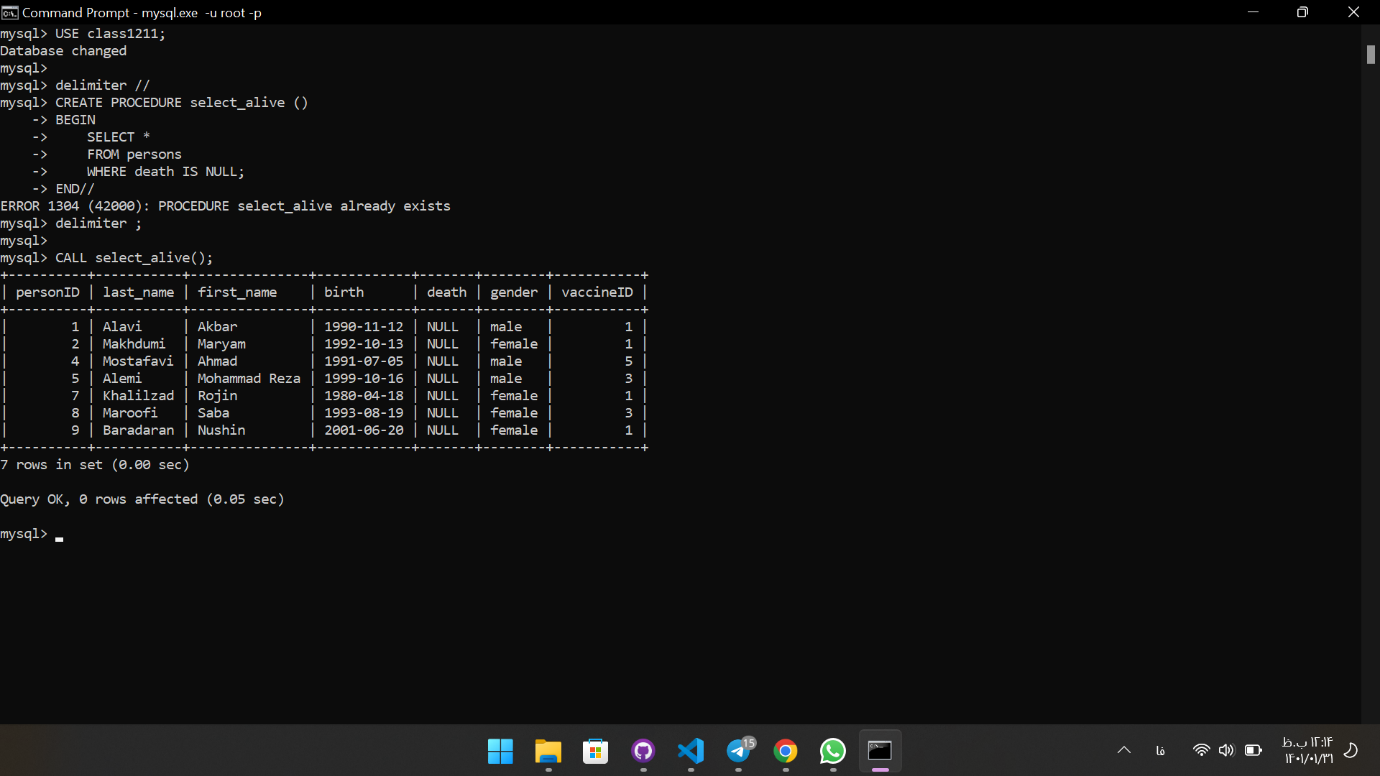 Command Prompt - mysql.exe  -u root -p
mysql> USE class1211;
Database changed
mysql>
mysql> delimiter //
mysql> CREATE PROCEDURE select_alive ()
    -> BEGIN
    ->     SELECT *
    ->     FROM persons
    ->     WHERE death IS NULL;
    -> END//
ERROR 1304 (42000): PROCEDURE select_alive already exists
mysql> delimiter ;
mysql>
mysql> CALL select_alive();
+----------+-----------+---------------+------------+-------+--------+-----------+
| personID | last_name | first_name    | birth      | death | gender | vaccineID |
+----------+-----------+---------------+------------+-------+--------+-----------+
|        1 | Alavi     | Akbar         | 1990-11-12 | NULL  | male   |         1 |
|        2 | Makhdumi  | Maryam        | 1992-10-13 | NULL  | female |         1 |
|        4 | Mostafavi | Ahmad         | 1991-07-05 | NULL  | male   |         5 |
|        5 | Alemi     | Mohammad Reza | 1999-10-16 | NULL  | male   |         3 |
|        7 | Khalilzad | Rojin         | 1980-04-18 | NULL  | female |         1 |
|        8 | Maroofi   | Saba          | 1993-08-19 | NULL  | female |         3 |
|        9 | Baradaran | Nushin        | 2001-06-20 | NULL  | female |         1 |
+----------+-----------+---------------+------------+-------+--------+-----------+
7 rows in set (0.00 sec)

Query OK, 0 rows affected (0.05 sec)

mysql> _
15
فا
۱۲:۱۴ ب.ظ
۱۴۰۱/۰۱/۳۱